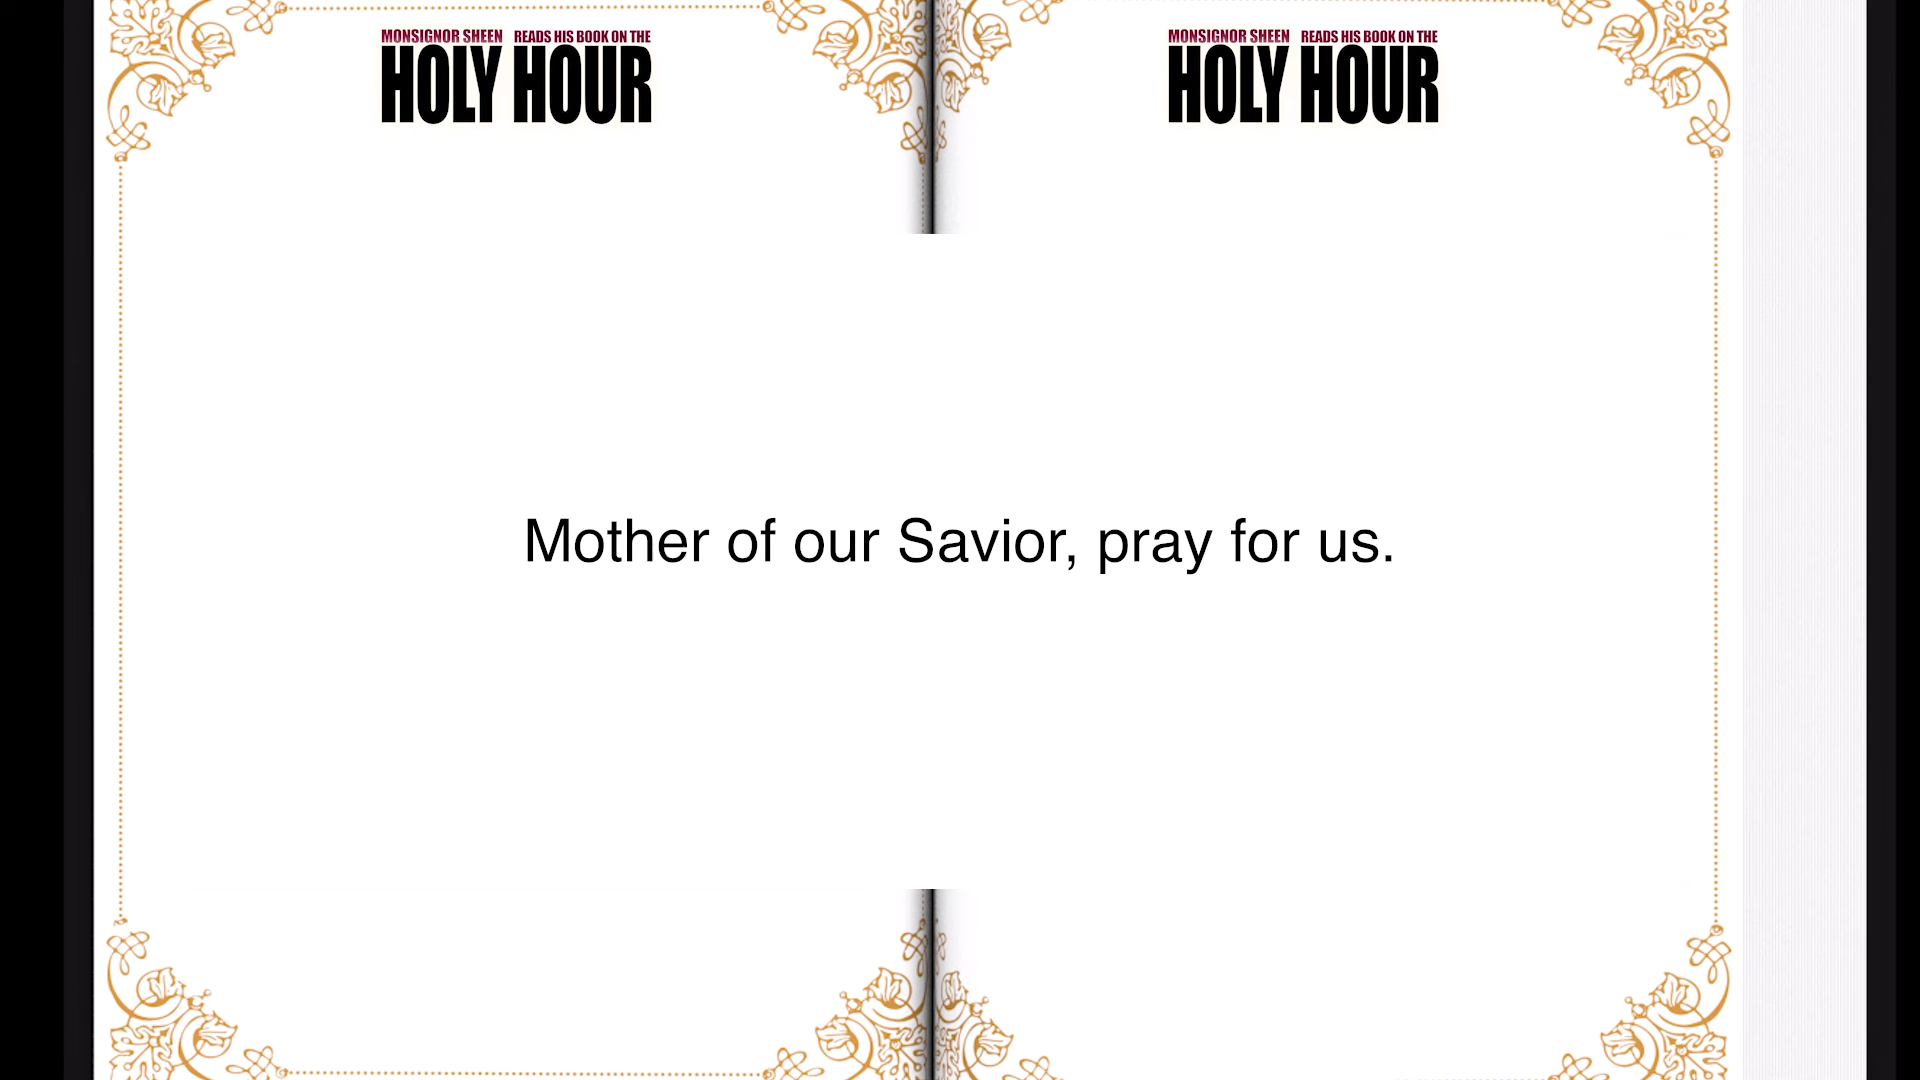 MONSIGNOR SHEEN READS HIS BOOK ON THE
HOLY HOUR
MONSIGNOR SHEEN READS HIS BOOK ON THE
HOLY HOUR
Mother of our Savior, pray for us.